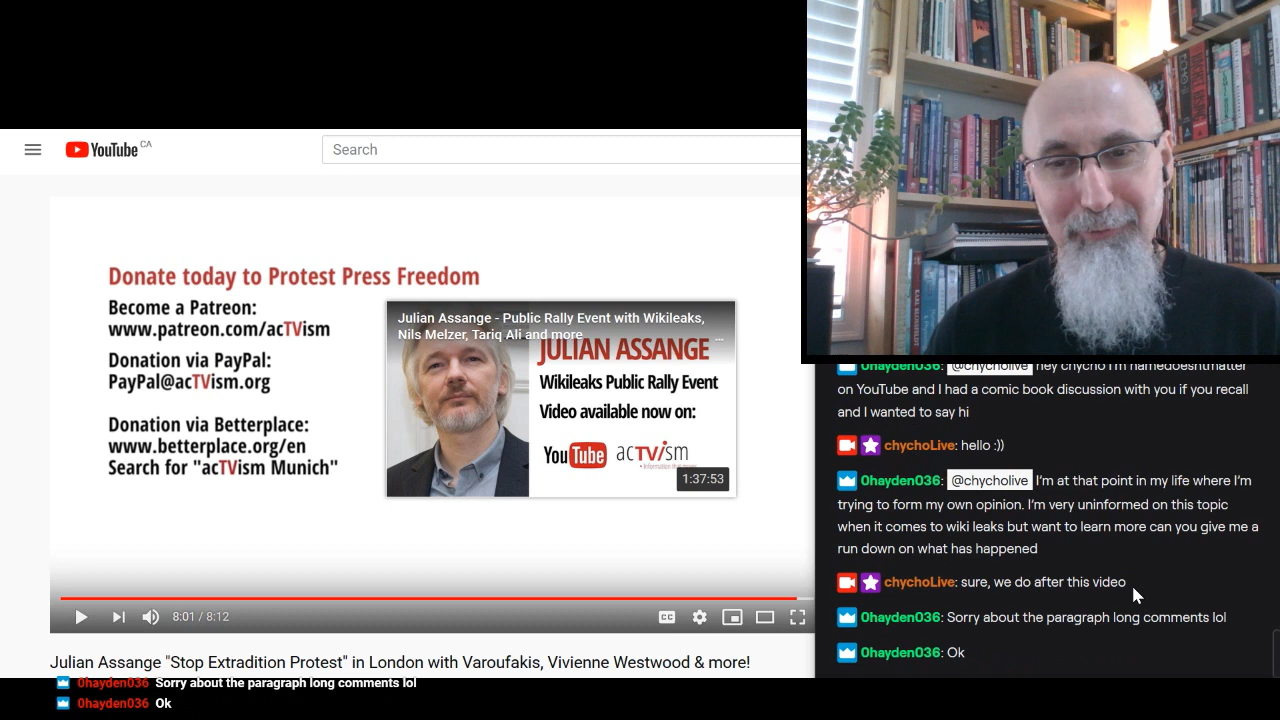 YouTube CA
Search
Donate today to Protest Press Freedom
Become a Patreon:
www.patreon.com/acTVism
Donation via PayPal:
PayPal@acTVism.org
Donation via Betterplace:
www.betterplace.org/en
Search for "acTVism Munich"
Julian Assange - Public Rally Event with Wikileaks,
Nils Melzer, Tariq Ali and more
JULIAN ASSANGE
Wikileaks Public Rally Event
Video available now on:
YouTube acTVism
1:37:53
8:01 / 8:12
CC
Julian Assange "Stop Extradition Protest" in London with Varoufakis, Vivienne Westwood & more!
0hayden036 Sorry about the paragraph long comments lol
0hayden036 Ok
0hayden036: @chycholive hey chycho I'm namedoesntmatter
on YouTube and I had a comic book discussion with you if you recall
and I wanted to say hi
chychoLive: hello :))
0hayden036: @chycholive I'm at that point in my life where I'm
trying to form my own opinion. I'm very uninformed on this topic
when it comes to wiki leaks but want to learn more can you give me a
run down on what has happened
chychoLive: sure, we do after this video
0hayden036: Sorry about the paragraph long comments lol
0hayden036: Ok